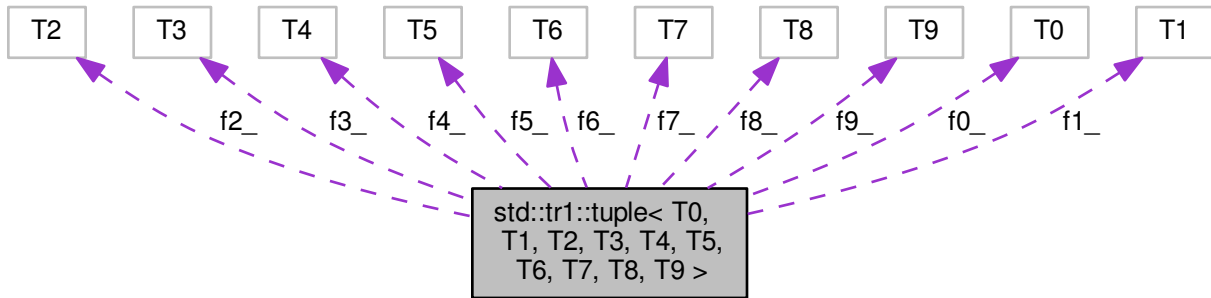 T2 T3 T4 T5 T6 T7 T8 T9 T0 T1
f2_ f3_ f4_ f5_ f6_ f7_ f8_ f9_ f0_ f1_
std::tr1::tuple< T0,
T1, T2, T3, T4, T5,
T6, T7, T8, T9 >